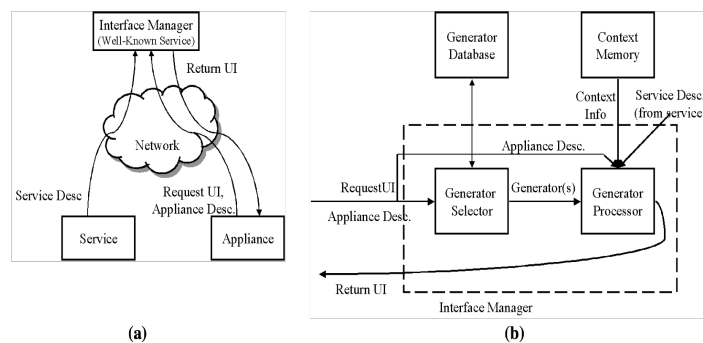 Interface Manager
(Well-Known Service)
Return UI
Network
Service Desc
Request UI,
Appliance Desc.
Service
Appliance
(a)
Generator
Database
Context
Memory
Context
Info
Service Desc.
(from service
Appliance Desc.
RequestUI
Appliance Desc.
Generator
Selector
Generator(s)
Generator
Processor
Return UI
Interface Manager
(b)